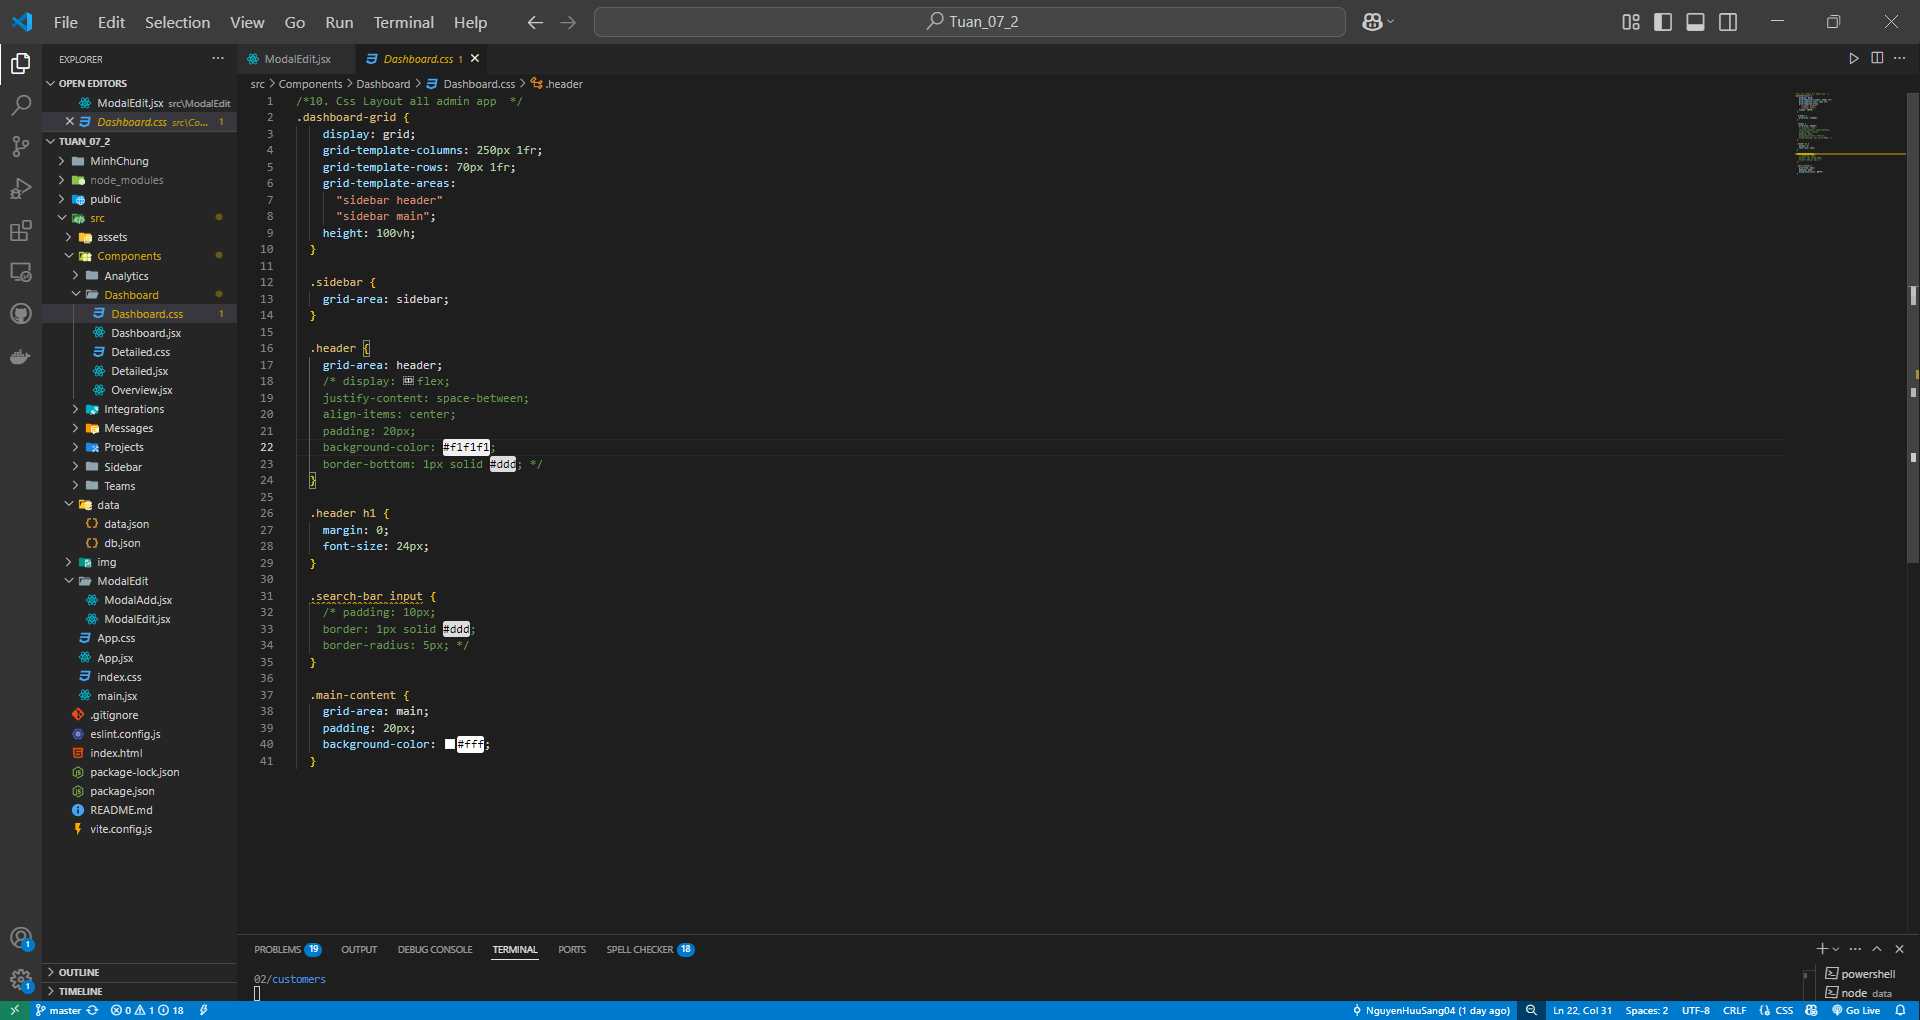 File Edit Selection View Go Run Terminal Help
Tuan_07_2
EXPLORER
OPEN EDITORS
ModalEdit.jsx src\ModalEdit
Dashboard.css src\Co... 1
TUAN_07_2
MinhChung
node_modules
public
src
assets
Components
Analytics
Dashboard
Dashboard.css 1
Dashboard.jsx
Detailed.css
Detailed.jsx
Overview.jsx
Integrations
Messages
Projects
Sidebar
Teams
data
data.json
db.json
img
ModalEdit
ModalAdd.jsx
ModalEdit.jsx
App.css
App.jsx
index.css
main.jsx
.gitignore
eslint.config.js
index.html
package-lock.json
package.json
README.md
vite.config.js
OUTLINE
TIMELINE
ModalEdit.jsx
Dashboard.css 1
src > Components > Dashboard > Dashboard.css > .header
1 /*10. Css Layout all admin app */
2 .dashboard-grid {
3 display: grid;
4 grid-template-columns: 250px 1fr;
5 grid-template-rows: 70px 1fr;
6 grid-template-areas:
7 "sidebar header"
8 "sidebar main";
9 height: 100vh;
10 }
11
12 .sidebar {
13 grid-area: sidebar;
14 }
15
16 .header {
17 grid-area: header;
18 /* display: flex;
19 justify-content: space-between;
20 align-items: center;
21 padding: 20px;
22 background-color: #f1f1f1;
23 border-bottom: 1px solid #ddd; */
24 }
25
26 .header h1 {
27 margin: 0;
28 font-size: 24px;
29 }
30
31 .search-bar input {
32 /* padding: 10px;
33 border: 1px solid #ddd;
34 border-radius: 5px; */
35 }
36
37 .main-content {
38 grid-area: main;
39 padding: 20px;
40 background-color: #fff;
41 }
PROBLEMS 19 OUTPUT DEBUG CONSOLE TERMINAL PORTS SPELL CHECKER 18
02/customers
powershell
node data
1
1
master 0 1 18
NguyenHuuSang04 (1 day ago) Ln 22, Col 31 Spaces: 2 UTF-8 CRLF {} CSS Go Live